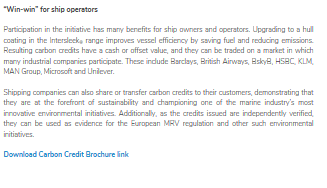 “Win-win” for ship operators
Participation in the initiative has many benefits for ship owners and operators. Upgrading to a hull
coating in the Intersleek® range improves vessel efficiency by saving fuel and reducing emissions.
Resulting carbon credits have a cash or offset value, and they can be traded on a market in which
many industrial companies participate. These include Barclays, British Airways, BskyB, HSBC, KLM,
MAN Group, Microsoft and Unilever.
Shipping companies can also share or transfer carbon credits to their customers, demonstrating that
they are at the forefront of sustainability and championing one of the marine industry’s most
innovative environmental initiatives. Additionally, as the credits issued are independently verified,
they can be used as evidence for the European MRV regulation and other such environmental
initiatives.
Download Carbon Credit Brochure link